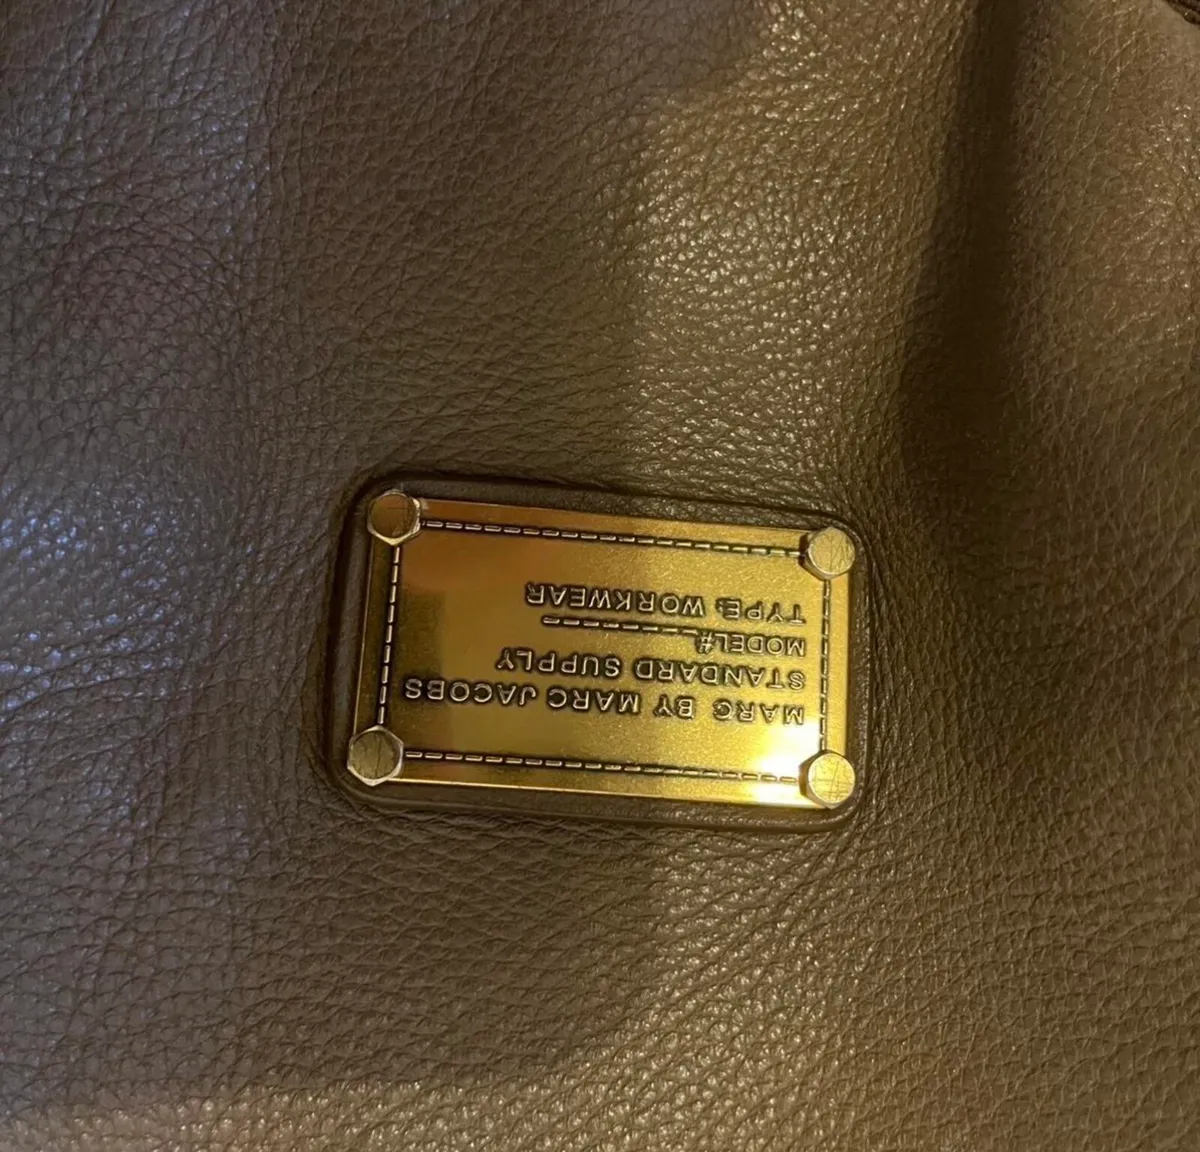 MARC BY MARC JACOBS
STANDARD SUPPLY
MODEL#_ _ _ _ _ _ _ _ _
TYPE: WORKWEAR